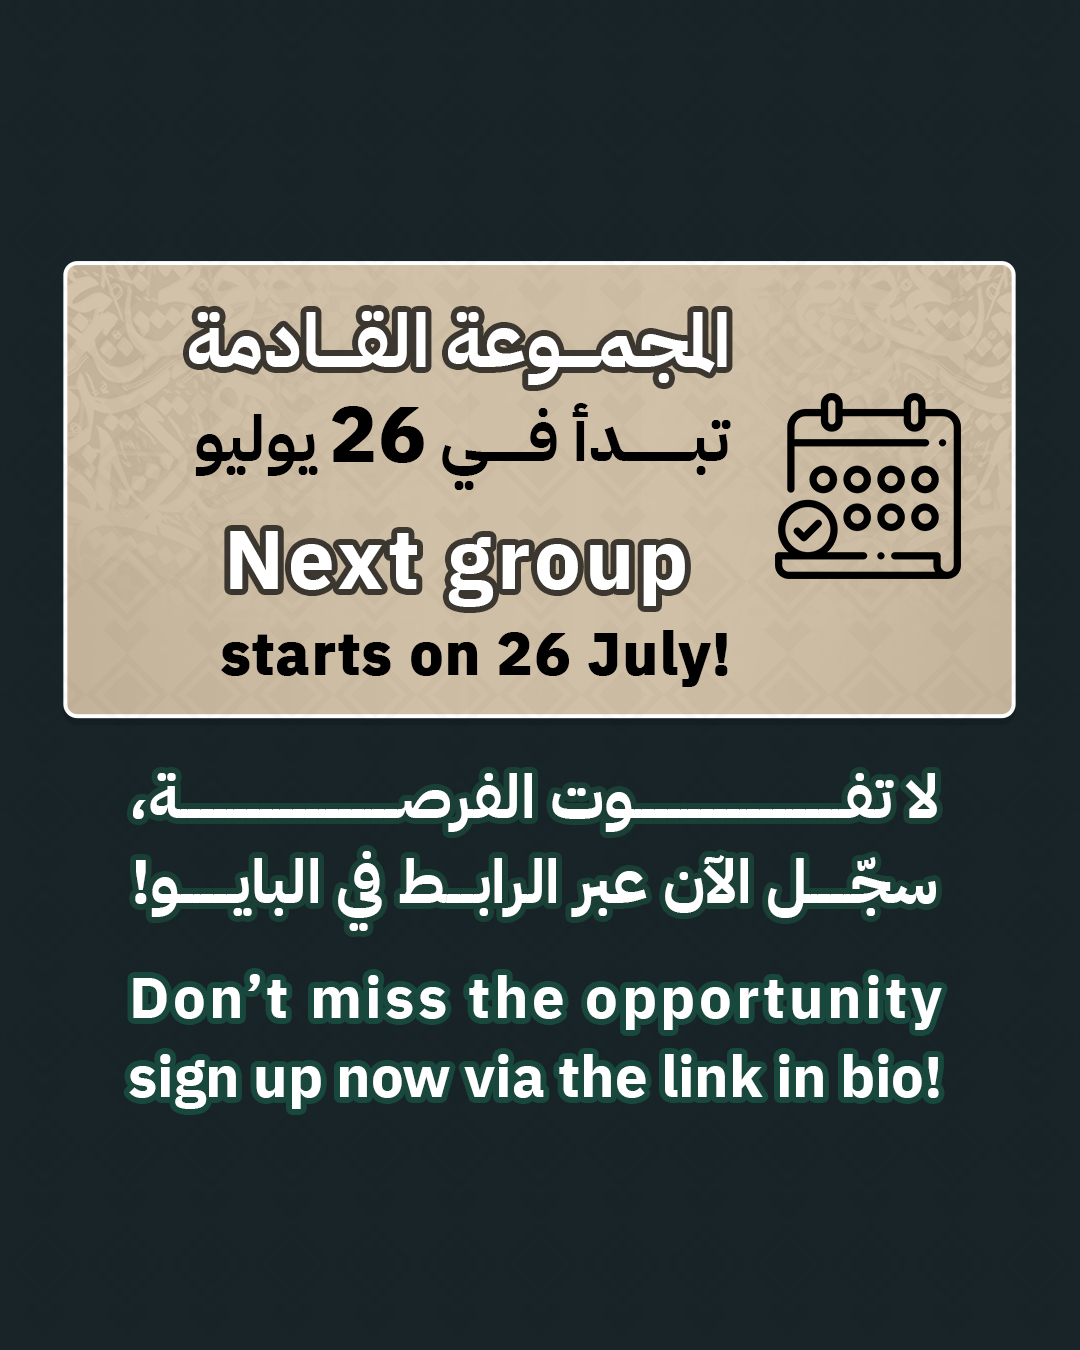 المجموعة القادمة
تبدأ في 26 يوليو
Next group
starts on 26 July!
لا تفوت الفرصة،
سجّل الآن عبر الرابط في البايو!
Don’t miss the opportunity
sign up now via the link in bio!